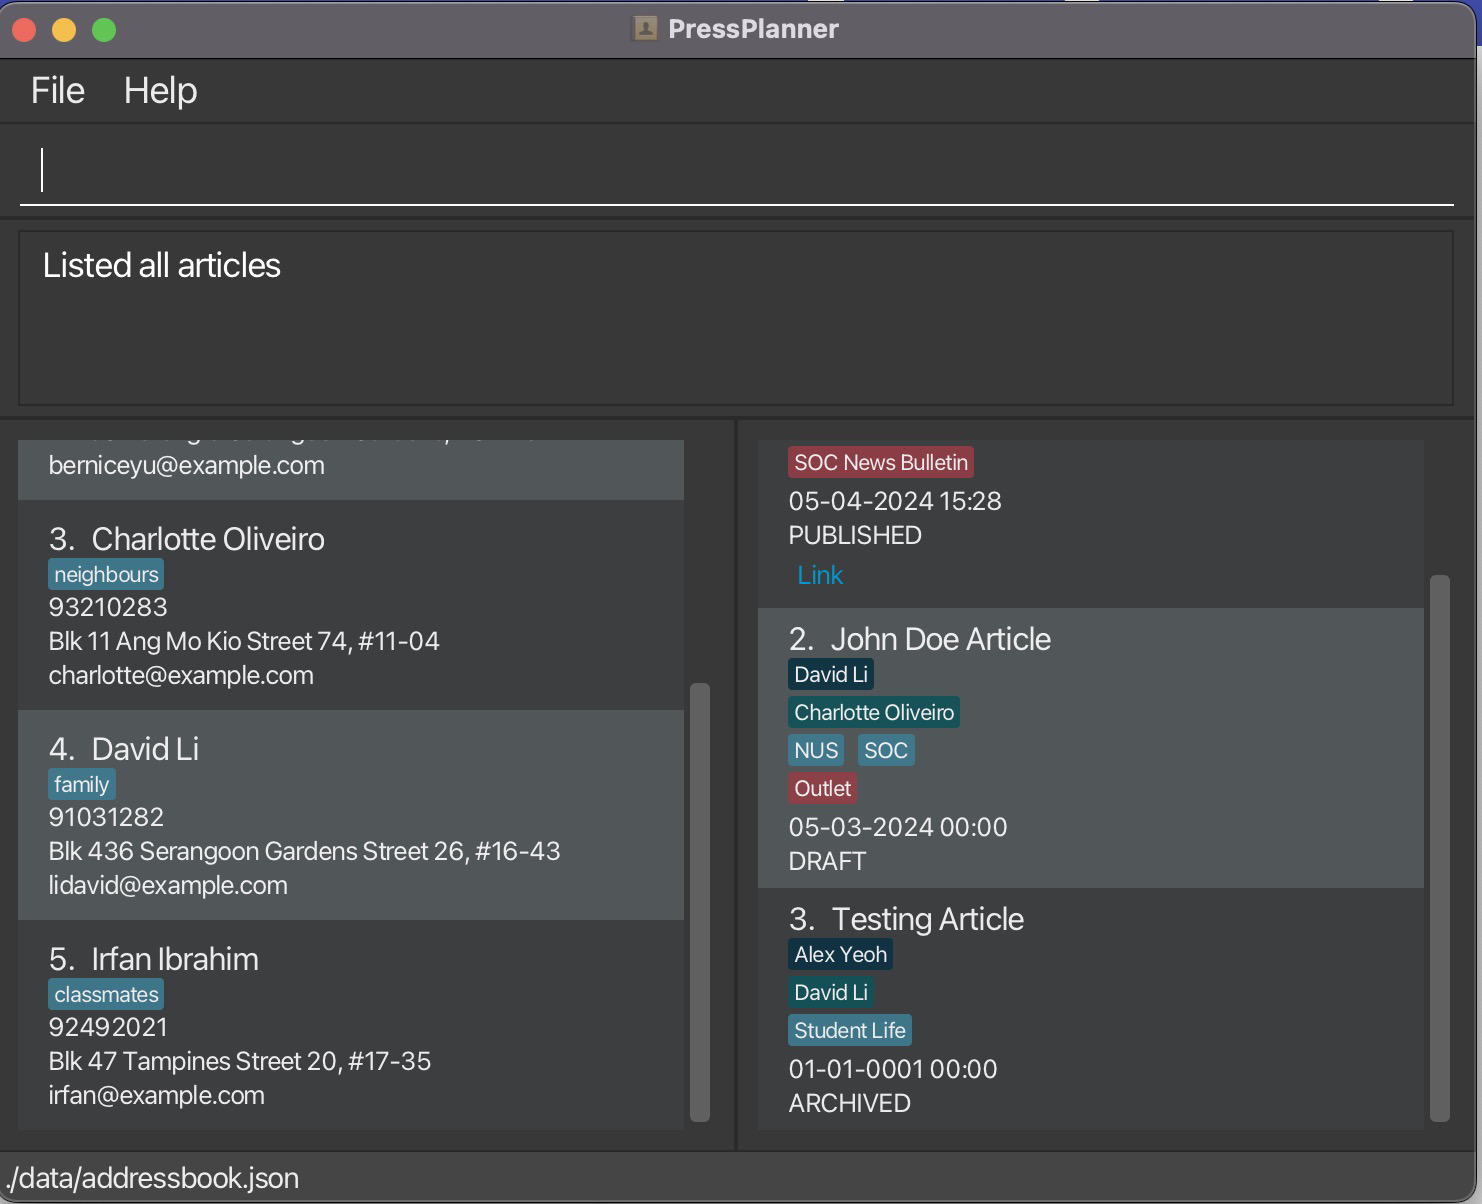 PressPlanner
File Help
Listed all articles
berniceyu@example.com
3. Charlotte Oliveiro
neighbours
93210283
Blk 11 Ang Mo Kio Street 74, #11-04
charlotte@example.com
4. David Li
family
91031282
Blk 436 Serangoon Gardens Street 26, #16-43
lidavid@example.com
5. Irfan Ibrahim
classmates
92492021
Blk 47 Tampines Street 20, #17-35
irfan@example.com
SOC News Bulletin
05-04-2024 15:28
PUBLISHED
Link
2. John Doe Article
David Li
Charlotte Oliveiro
NUS SOC
Outlet
05-03-2024 00:00
DRAFT
3. Testing Article
Alex Yeoh
David Li
Student Life
01-01-0001 00:00
ARCHIVED
./data/addressbook.json